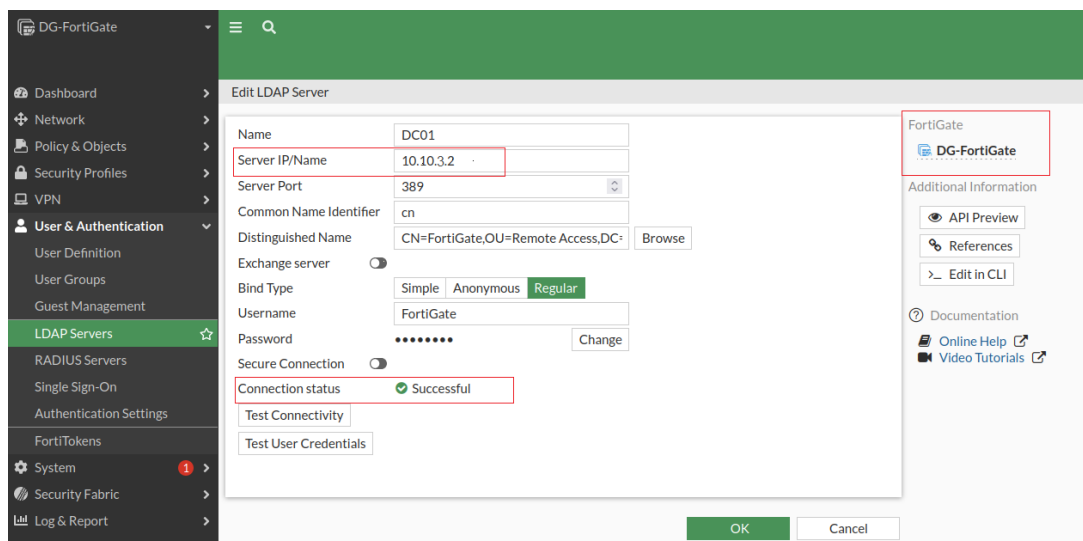 DG-FortiGate
Dashboard
Network
Policy & Objects
Security Profiles
VPN
User & Authentication
User Definition
User Groups
Guest Management
LDAP Servers
RADIUS Servers
Single Sign-On
Authentication Settings
FortiTokens
System 1
Security Fabric
Log & Report
Edit LDAP Server
Name DC01
Server IP/Name 10.10.3.2
Server Port 389
Common Name Identifier cn
Distinguished Name CN=FortiGate,OU=Remote Access,DC= Browse
Exchange server
Bind Type Simple Anonymous Regular
Username FortiGate
Password •••••••• Change
Secure Connection
Connection status Successful
Test Connectivity
Test User Credentials
OK Cancel
FortiGate
DG-FortiGate
Additional Information
API Preview
References
>_ Edit in CLI
Documentation
Online Help
Video Tutorials